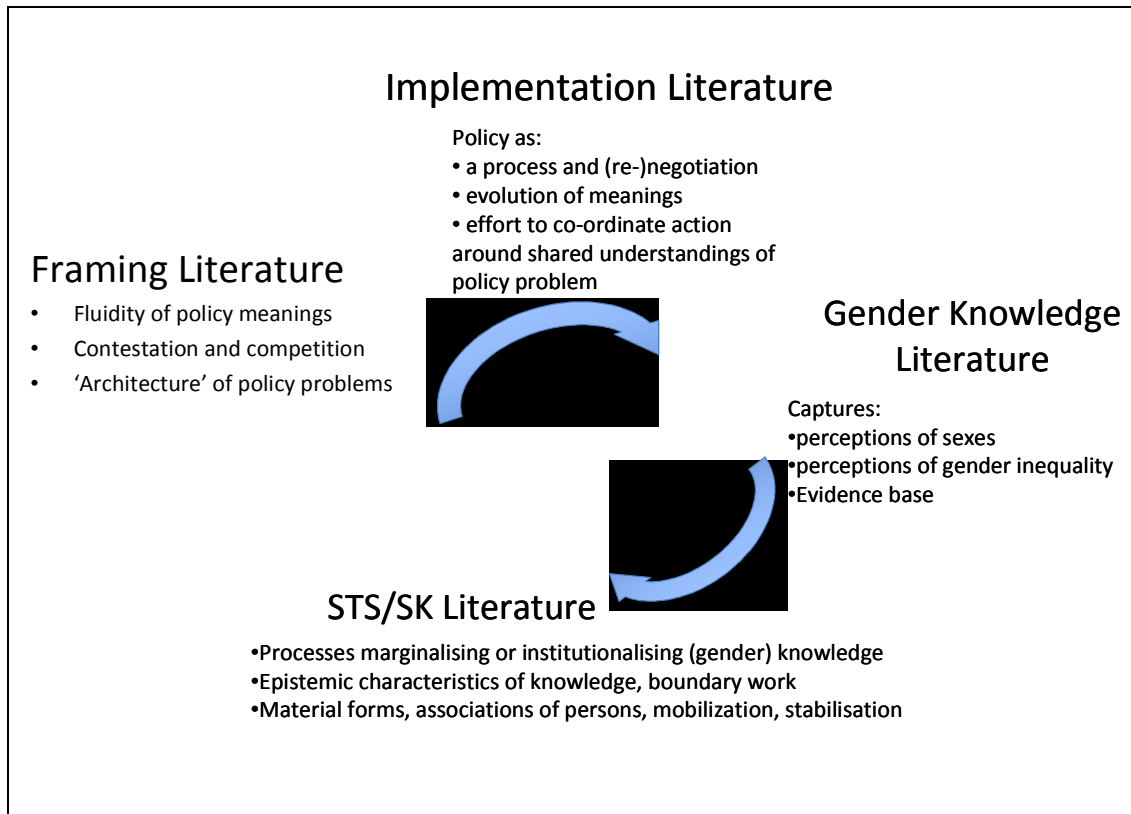 Implementation Literature
Policy as:
• a process and (re-)negotiation
• evolution of meanings
• effort to co-ordinate action
around shared understandings of
policy problem
Framing Literature
• Fluidity of policy meanings
• Contestation and competition
• ‘Architecture’ of policy problems
Gender Knowledge
Literature
Captures:
•perceptions of sexes
•perceptions of gender inequality
•Evidence base
STS/SK Literature
•Processes marginalising or institutionalising (gender) knowledge
•Epistemic characteristics of knowledge, boundary work
•Material forms, associations of persons, mobilization, stabilisation